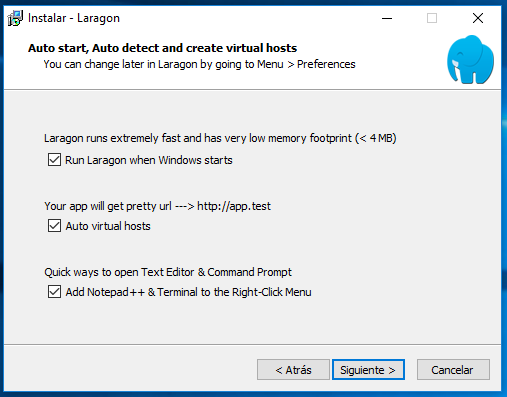 Instalar - Laragon
Auto start, Auto detect and create virtual hosts
You can change later in Laragon by going to Menu > Preferences
Laragon runs extremely fast and has very low memory footprint (< 4 MB)
Run Laragon when Windows starts
Your app will get pretty url ---> http://app.test
Auto virtual hosts
Quick ways to open Text Editor & Command Prompt
Add Notepad++ & Terminal to the Right-Click Menu
< Atrás
Siguiente >
Cancelar